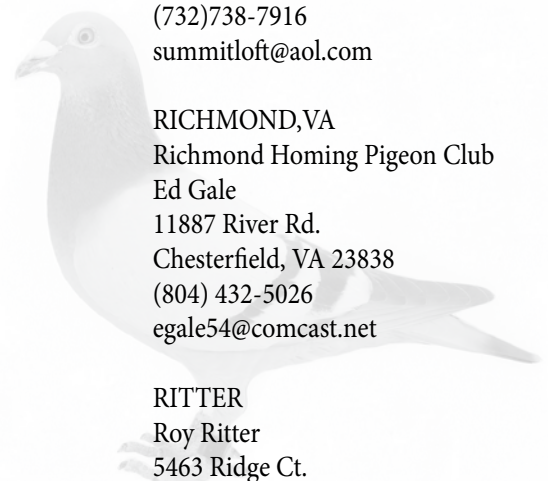 (732)738-7916
summitloft@aol.com
RICHMOND,VA
Richmond Homing Pigeon Club
Ed Gale
11887 River Rd.
Chesterfield, VA 23838
(804) 432-5026
egale54@comcast.net
RITTER
Roy Ritter
5463 Ridge Ct.